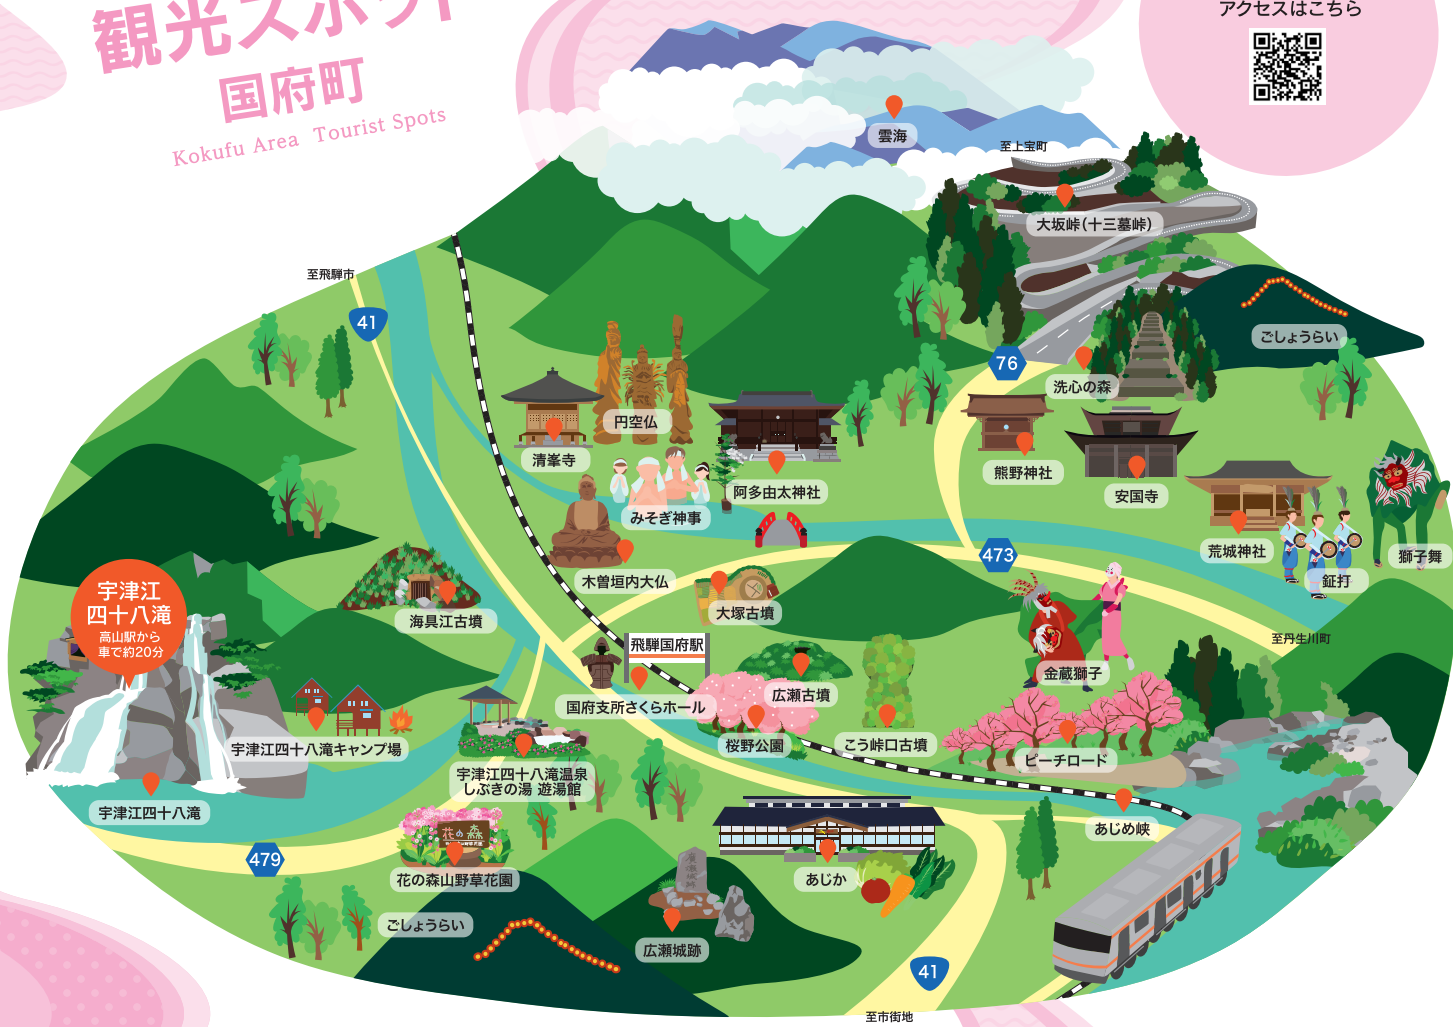 観光スポット
国府町
Kokufu Area Tourist Spots
アクセスはこちら
雲海
至上宝町
大坂峠（十三墓峠）
至飛騨市
41
ごしょうらい
76
洗心の森
円空仏
清峯寺
熊野神社
阿多由太神社
安国寺
みそぎ神事
荒城神社
獅子舞
鉦打
473
木曽垣内大仏
宇津江
四十八滝
高山駅から
車で約20分
海具江古墳
大塚古墳
至丹生川町
飛騨国府駅
金蔵獅子
広瀬古墳
国府支所さくらホール
桜野公園
こう峠口古墳
宇津江四十八滝キャンプ場
ピーチロード
宇津江四十八滝温泉
しぶきの湯 遊湯館
宇津江四十八滝
あじめ峡
花の森
479
花の森山野草花園
あじか
ごしょうらい
廣瀬城跡
広瀬城跡
41
至市街地